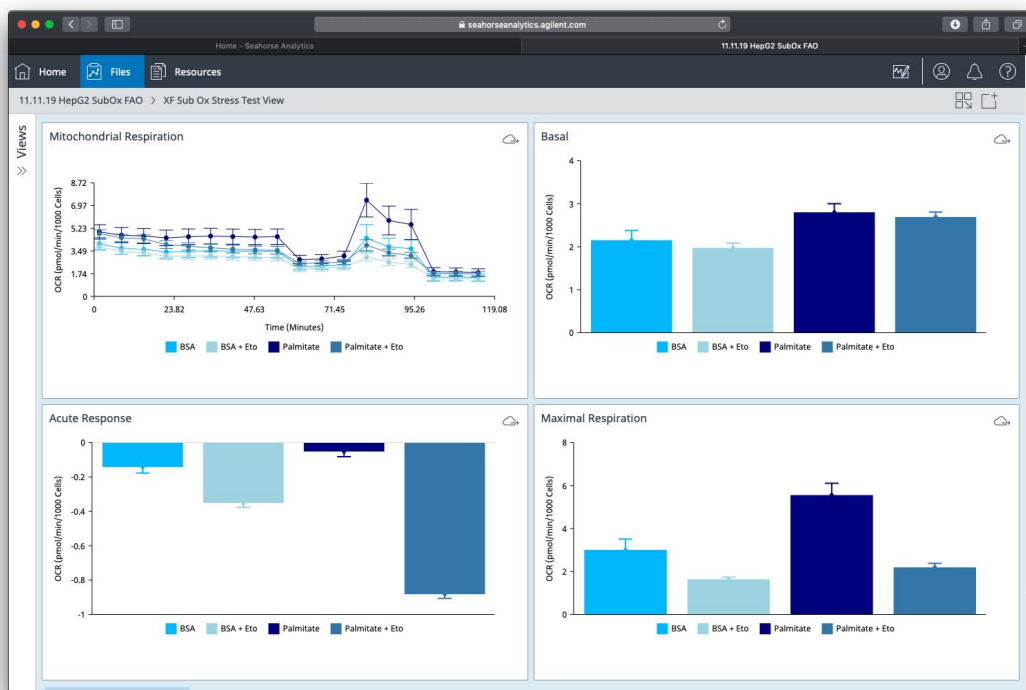 seahorseanalytics.agilent.com
Home – Seahorse Analytics
11.11.19 HepG2 SubOx FAO
Home
Files
Resources
11.11.19 HepG2 SubOx FAO > XF Sub Ox Stress Test View
Views
Mitochondrial Respiration
OCR (pmol/min/1000 Cells)
8.72
6.97
5.23
3.49
1.74
0
0 23.82 47.63 71.45 95.26 119.08
Time (Minutes)
BSA BSA + Eto Palmitate Palmitate + Eto
Basal
OCR (pmol/min/1000 Cells)
4
3
2
1
0
BSA BSA + Eto Palmitate Palmitate + Eto
Acute Response
OCR (pmol/min/1000 Cells)
0
-0.2
-0.4
-0.6
-0.8
-1
BSA BSA + Eto Palmitate Palmitate + Eto
Maximal Respiration
OCR (pmol/min/1000 Cells)
8
6
4
2
0
BSA BSA + Eto Palmitate Palmitate + Eto